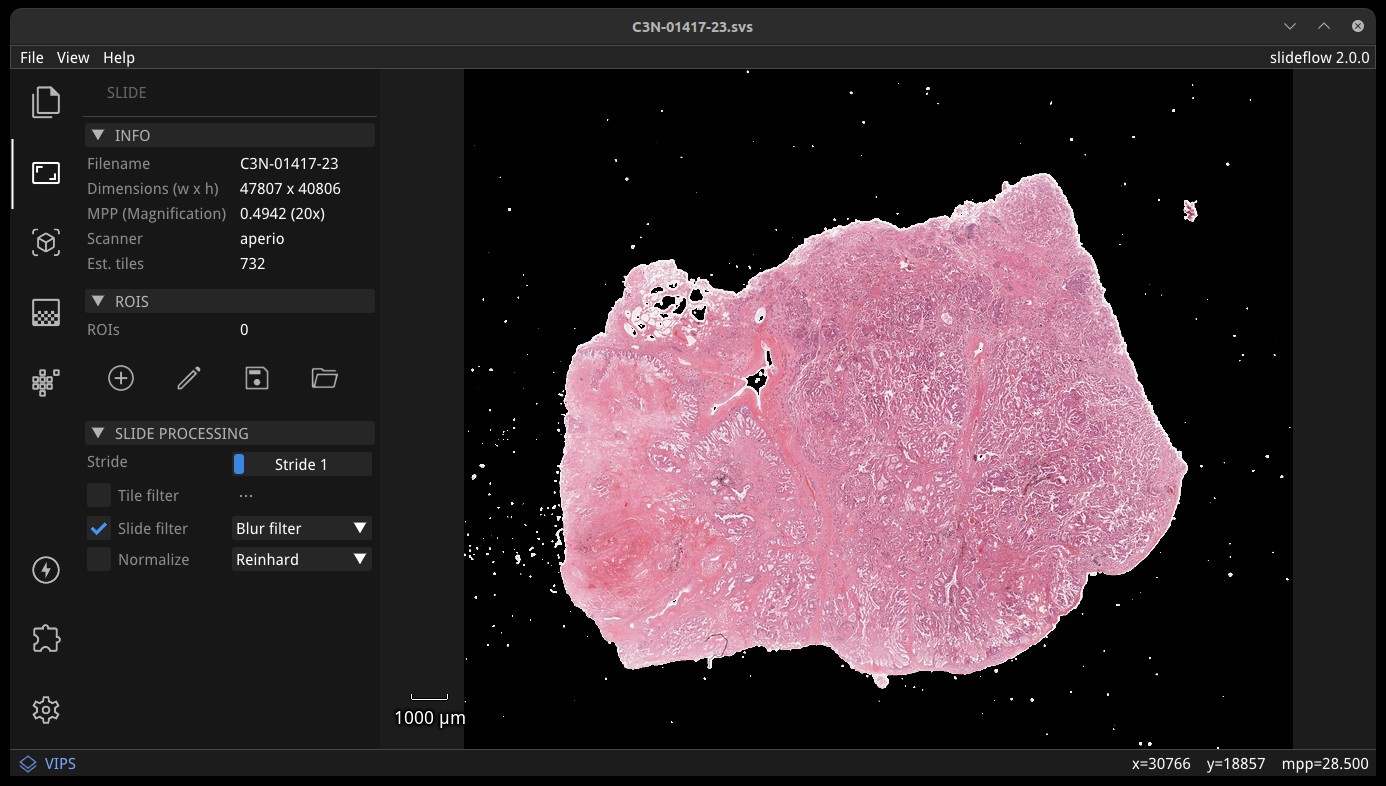 C3N-01417-23.svs
File View Help slideflow 2.0.0
SLIDE
INFO
Filename C3N-01417-23
Dimensions (w x h) 47807 x 40806
MPP (Magnification) 0.4942 (20x)
Scanner aperio
Est. tiles 732
ROIS
ROIs 0
SLIDE PROCESSING
Stride Stride 1
Tile filter ...
Slide filter Blur filter
Normalize Reinhard
1000 µm
VIPS x=30766 y=18857 mpp=28.500